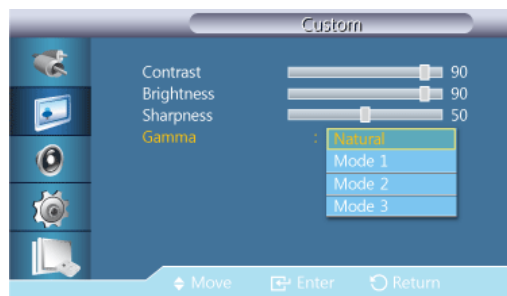 Custom
Contrast 90
Brightness 90
Sharpness 50
Gamma : Natural
Mode 1
Mode 2
Mode 3
Move Enter Return